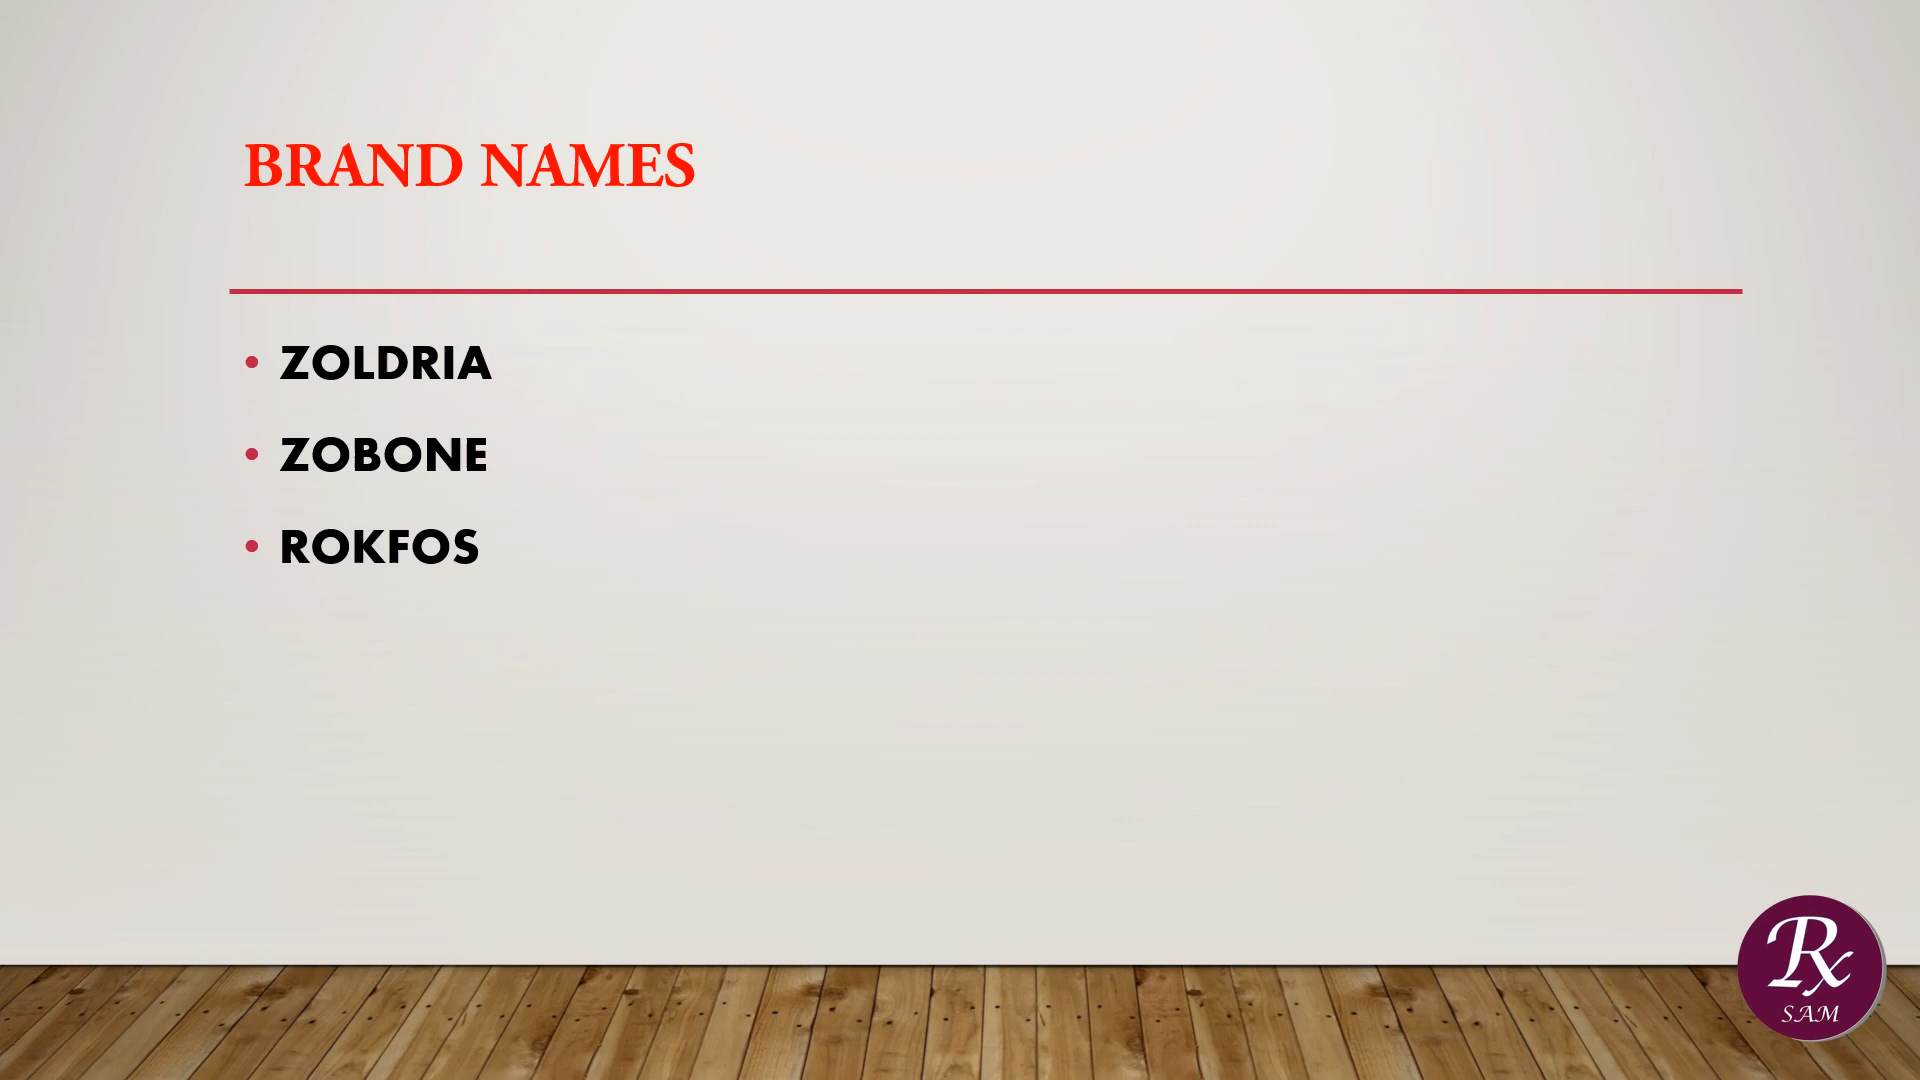 BRAND NAMES
• ZOLDRIA
• ZOBONE
• ROKFOS
Rx
SAM